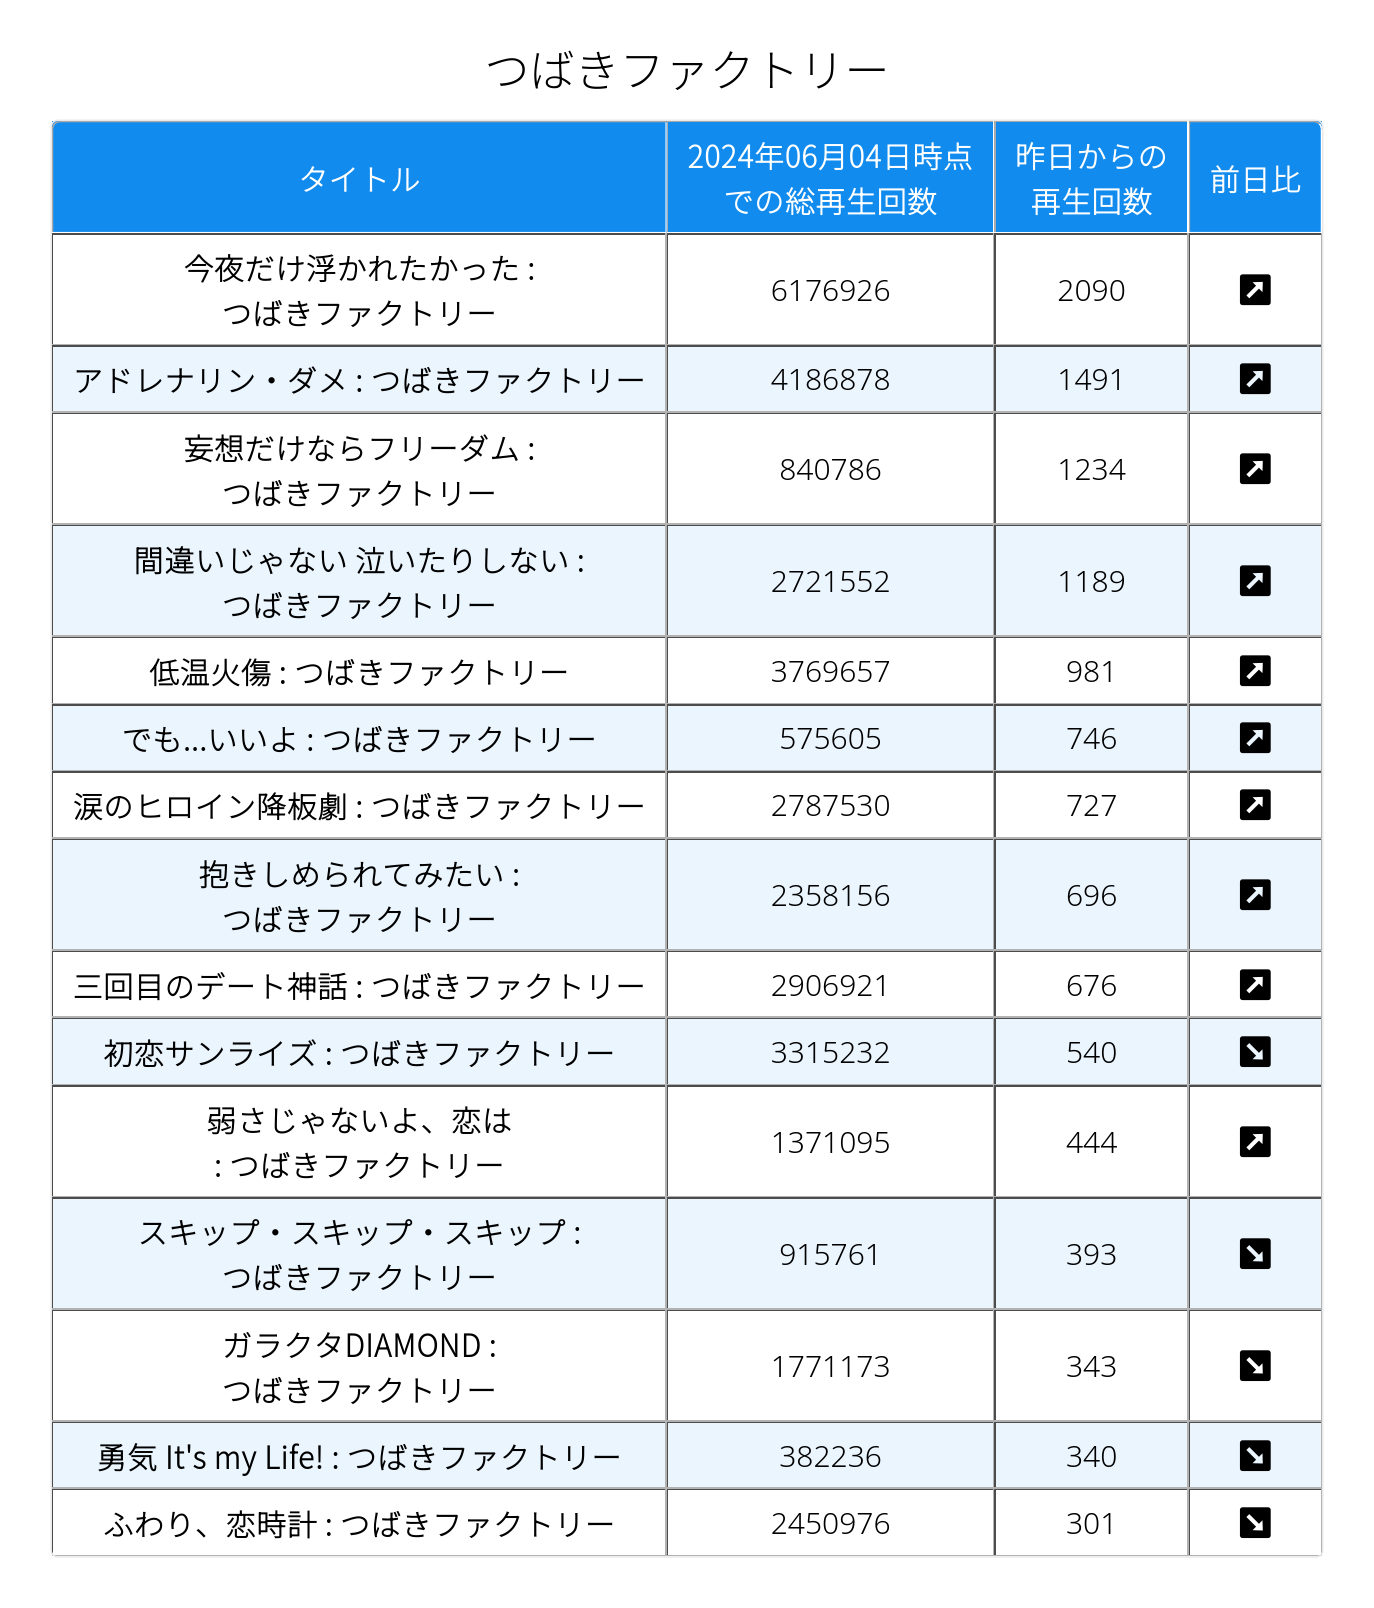 つばきファクトリー
タイトル
2024年06月04日時点
での総再生回数
昨日からの
再生回数
前日比
今夜だけ浮かれたかった :
つばきファクトリー
6176926
2090
アドレナリン・ダメ : つばきファクトリー
4186878
1491
妄想だけならフリーダム :
つばきファクトリー
840786
1234
間違いじゃない 泣いたりしない :
つばきファクトリー
2721552
1189
低温火傷 : つばきファクトリー
3769657
981
でも...いいよ : つばきファクトリー
575605
746
涙のヒロイン降板劇 : つばきファクトリー
2787530
727
抱きしめられてみたい :
つばきファクトリー
2358156
696
三回目のデート神話 : つばきファクトリー
2906921
676
初恋サンライズ : つばきファクトリー
3315232
540
弱さじゃないよ、恋は
: つばきファクトリー
1371095
444
スキップ・スキップ・スキップ :
つばきファクトリー
915761
393
ガラクタDIAMOND :
つばきファクトリー
1771173
343
勇気 It's my Life! : つばきファクトリー
382236
340
ふわり、恋時計 : つばきファクトリー
2450976
301